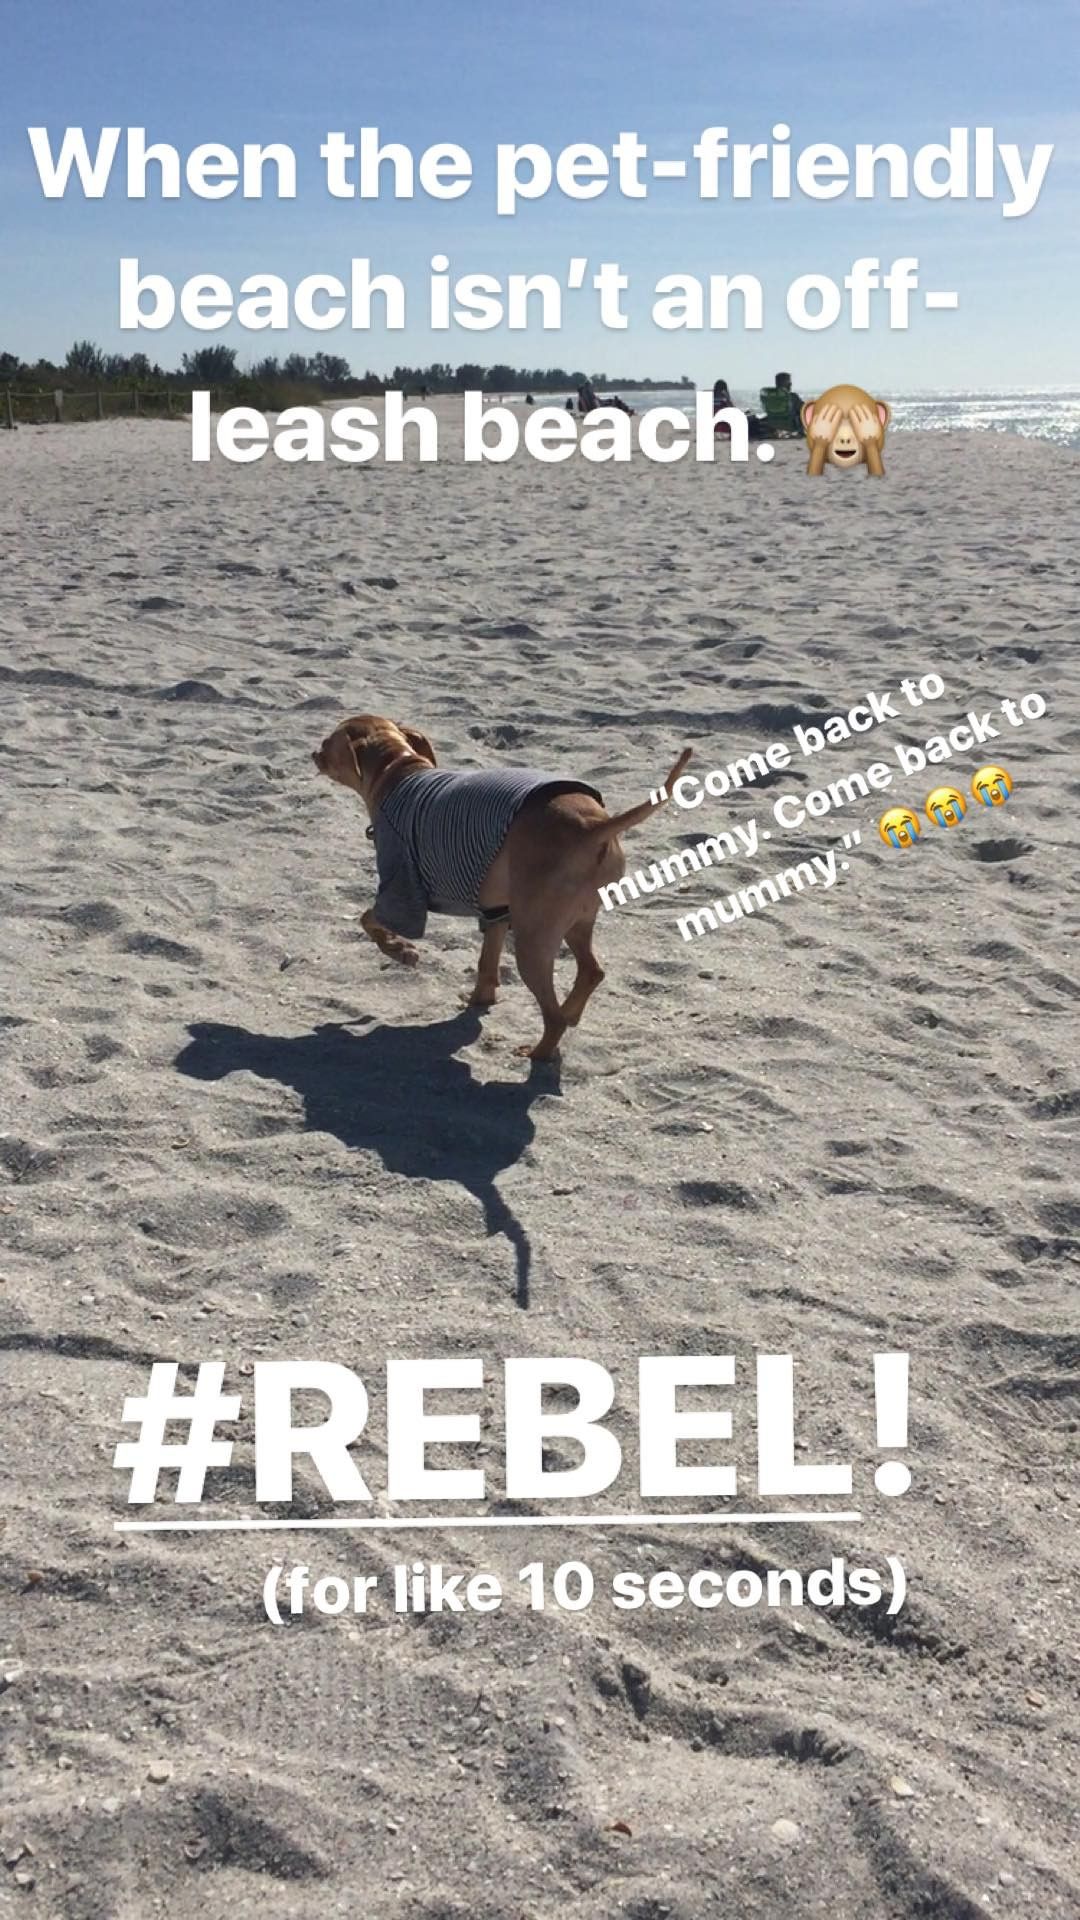 When the pet-friendly
beach isn't an off-
leash beach. 🙈
"Come back to
mummy. Come back to
mummy." 😭😭😭
#REBEL!
(for like 10 seconds)